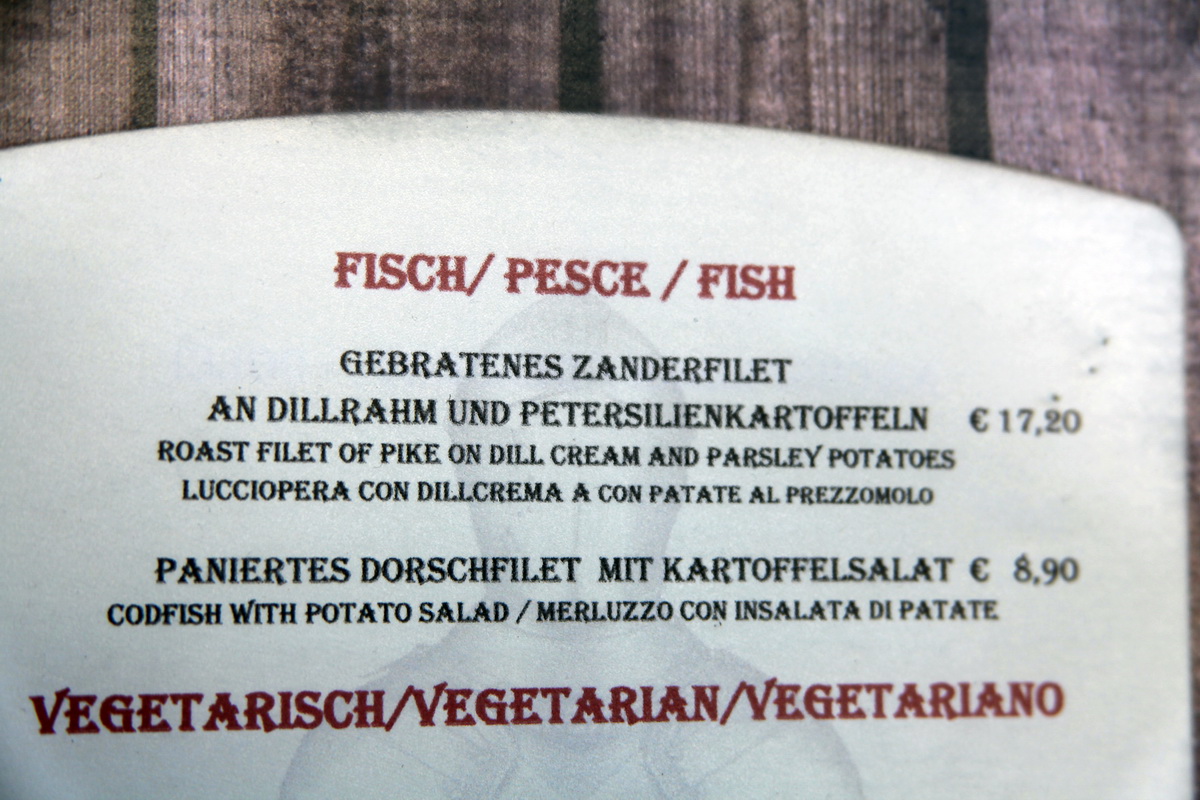 FISCH/ PESCE / FISH
GEBRATENES ZANDERFILET
AN DILLRAHM UND PETERSILIENKARTOFFELN € 17,20
ROAST FILET OF PIKE ON DILL CREAM AND PARSLEY POTATOES
LUCCIOPERA CON DILLCREMA A CON PATATE AL PREZZOMOLO
PANIERTES DORSCHFILET MIT KARTOFFELSALAT € 8,90
CODFISH WITH POTATO SALAD / MERLUZZO CON INSALATA DI PATATE
VEGETARISCH/VEGETARIAN/VEGETARIANO